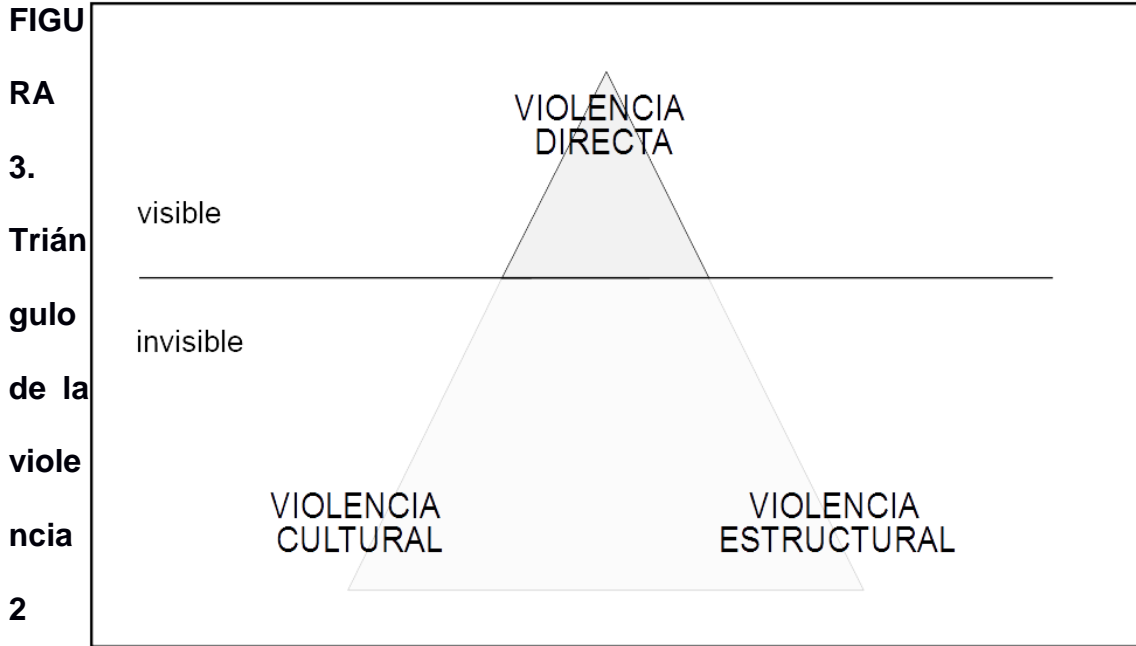 FIGU
RA
3.
Trián
gulo
de la
viole
ncia
2
VIOLENCIA
DIRECTA
visible
invisible
VIOLENCIA
CULTURAL
VIOLENCIA
ESTRUCTURAL